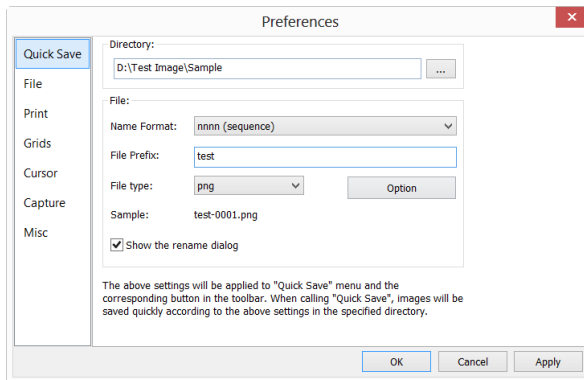 Preferences
x
Quick Save
File
Print
Grids
Cursor
Capture
Misc
Directory:
D:\Test Image\Sample
...
File:
Name Format: nnnn (sequence)
File Prefix: test
File type: png Option
Sample: test-0001.png
Show the rename dialog
The above settings will be applied to "Quick Save" menu and the
corresponding button in the toolbar. When calling "Quick Save", images will be
saved quickly according to the above settings in the specified directory.
OK Cancel Apply